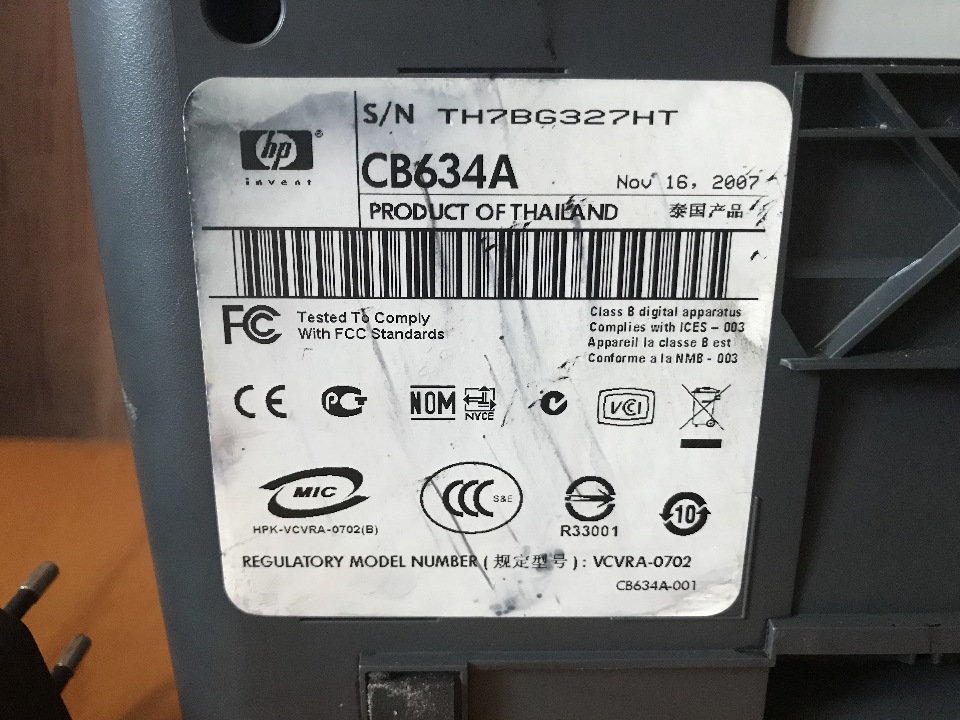 S/N TH7BG327HT
hp®
invent
CB634A
Nov 16, 2007
PRODUCT OF THAILAND 泰国产品
FC Tested To Comply
With FCC Standards
Class B digital apparatus
Complies with ICES - 003
Appareil la classe B est
Conforme a la NMB - 003
CE PCT NOM NYCE VCI
MIC CCC S&E 10
HPK-VCVRA-0702(B) R33001
REGULATORY MODEL NUMBER ( 规定型号 ) : VCVRA-0702
CB634A-001